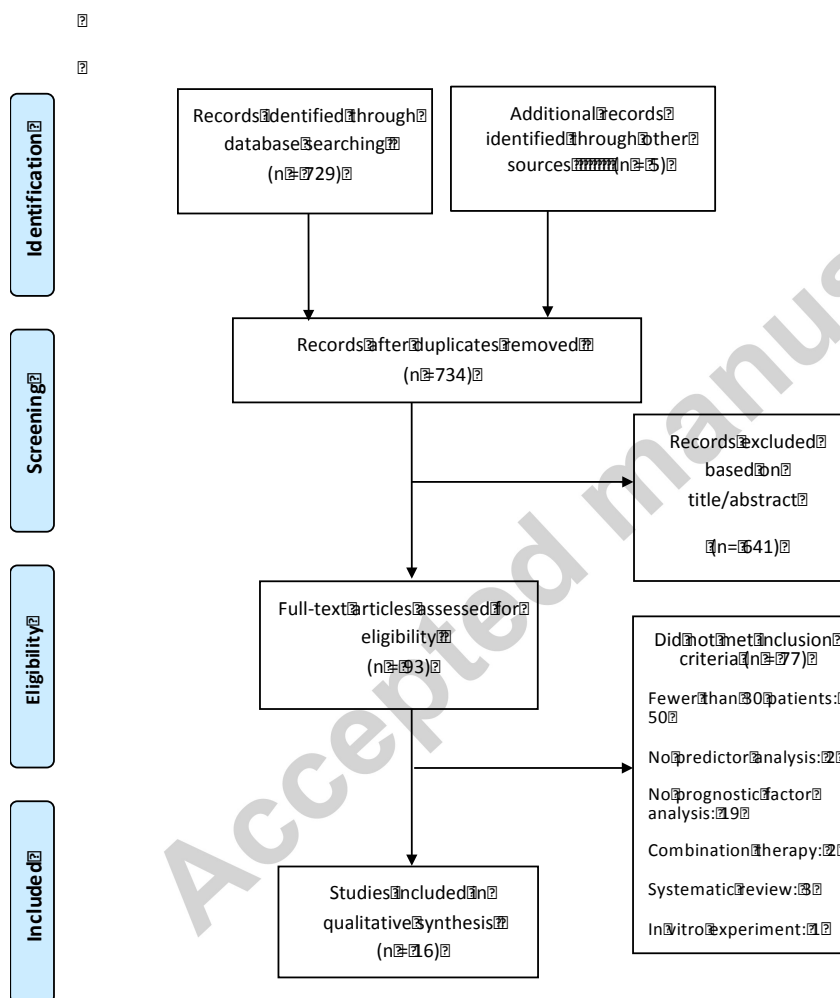 Identification
Records identified through
database searching
(n = 729)
Additional records
identified through other
sources (n = 5)
Screening
Records after duplicates removed
(n =734)
Records excluded
based on
title/abstract
(n= 641)
Eligibility
Full-text articles assessed for
eligibility
(n = 93)
Did not met inclusion
criteria (n = 77)
Fewer than 30 patients:
50
No predictor analysis: 2
No prognostic factor
analysis: 19
Combination therapy: 2
Systematic review: 3
In vitro experiment: 1
Included
Studies included in
qualitative synthesis
(n = 16)
Accepted manus